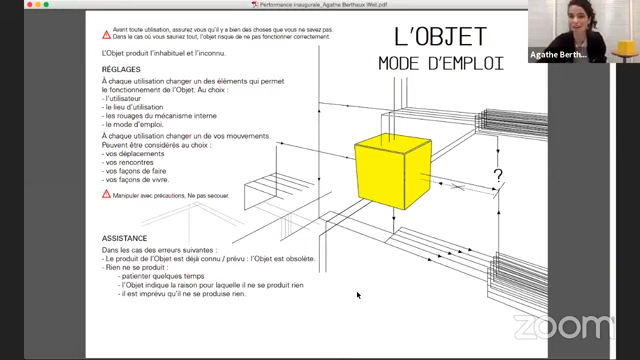 Performance inaugurale_Agathe Berthaux Weil.pdf
Avant toute utilisation, assurez vous qu'il y a bien des choses que vous ne savez pas.
Dans le cas où vous sauriez tout, l'objet risque de ne pas fonctionner correctement.
L'Objet produit l'inhabituel et l'inconnu.
RÉGLAGES
À chaque utilisation changer un des éléments qui permet
le fonctionnement de l'Objet. Au choix :
- l'utilisateur
- le lieu d'utilisation
- les rouages du mécanisme interne
- le mode d'emploi.
À chaque utilisation changer un de vos mouvements.
Peuvent être considérés au choix :
- vos déplacements
- vos rencontres
- vos façons de faire
- vos façons de vivre.
Manipuler avec précautions, Ne pas secouer.
ASSISTANCE
Dans les cas des erreurs suivantes :
- Le produit de l'Objet est déjà connu / prévu : l'Objet est obsolète.
- Rien ne se produit :
- patienter quelques temps
- l'Objet indique la raison pour laquelle il ne se produit rien
- il est imprévu qu'il ne se produise rien.
L'OBJET
MODE D'EMPLOI
?
Agathe Berth...
zoom